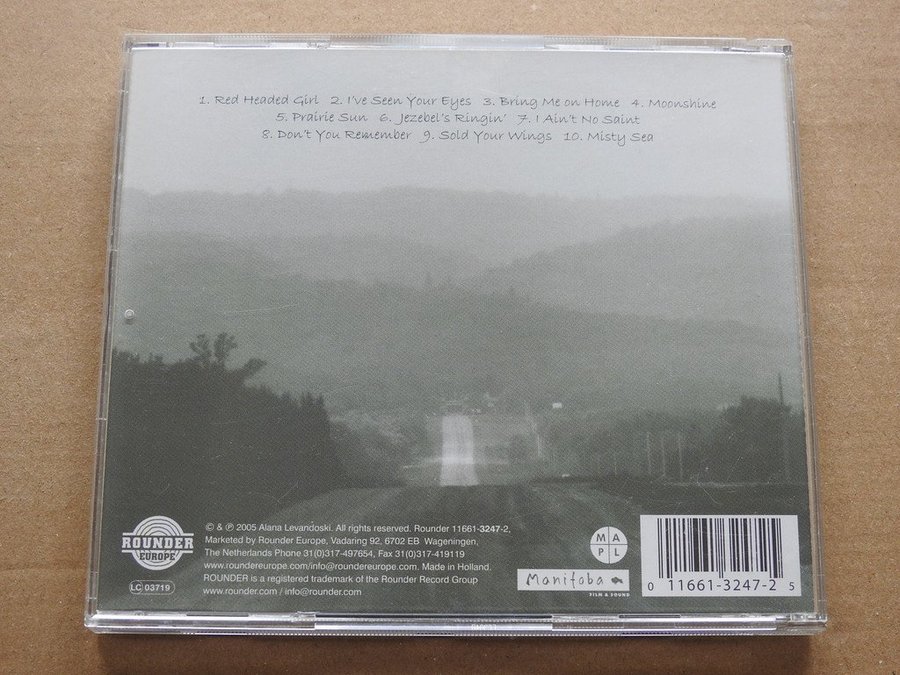 1. Red Headed Girl 2. I've Seen Your Eyes 3. Bring Me on Home 4. Moonshine
5. Prairie Sun 6. Jezebel's Ringin' 7. I Ain't No Saint
8. Don't You Remember 9. Sold Your Wings 10. Misty Sea
ROUNDER
EUROPE
LC 03719
© & ℗ 2005 Alana Levandoski. All rights reserved. Rounder 11661-3247-2,
Marketed by Rounder Europe, Vadaring 92, 6702 EB Wageningen,
The Netherlands Phone 31(0)317-497654, Fax 31(0)317-419119
www.roundereurope.com/info@roundereurope.com. Made in Holland.
ROUNDER is a registered trademark of the Rounder Record Group
www.rounder.com / info@rounder.com
M A
P L
Manitoba
FILM & SOUND
0 11661-3247-2 5